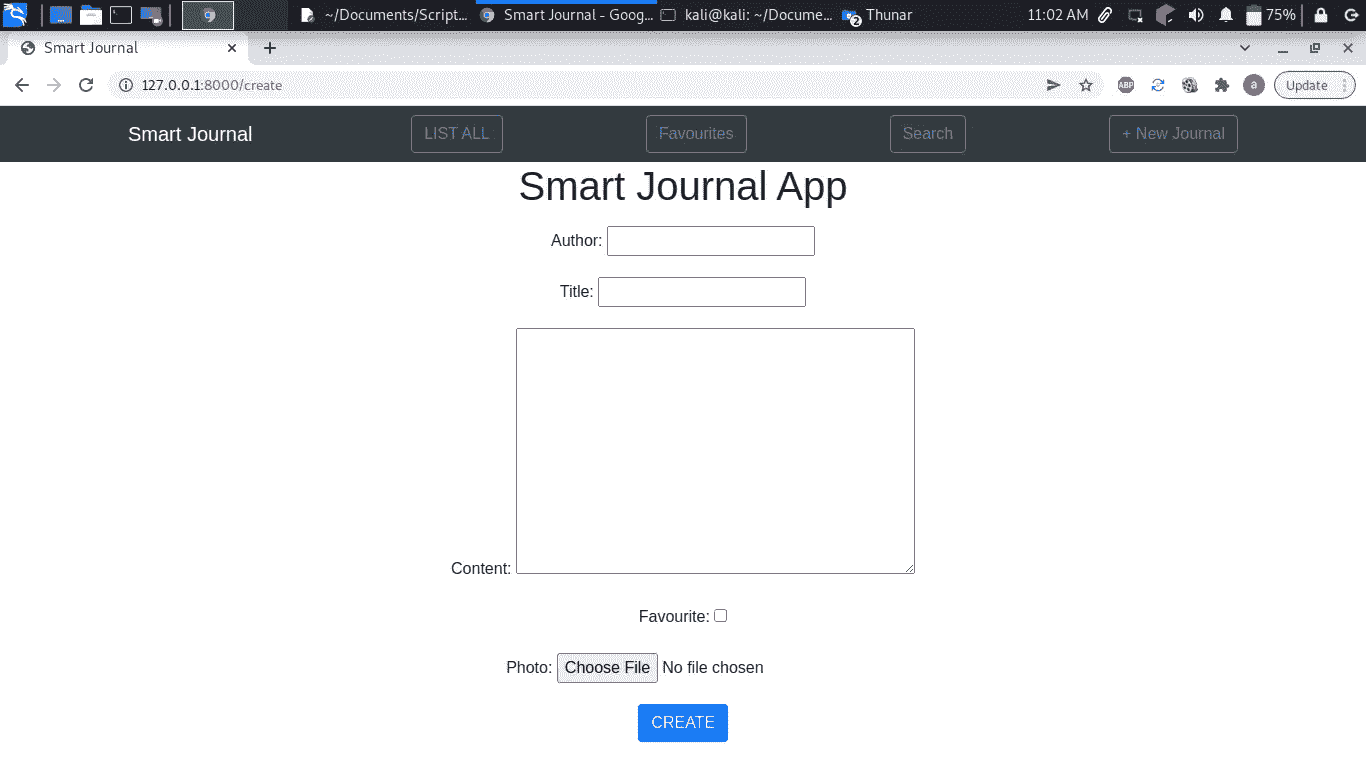 ~/Documents/Script... Smart Journal - Goog... kali@kali: ~/Docume... 2 Thunar 11:02 AM 75%
Smart Journal
127.0.0.1:8000/create ABP a Update
Smart Journal LIST ALL Favourites Search + New Journal
Smart Journal App
Author:
Title:
Content:
Favourite:
Photo: Choose File No file chosen
CREATE